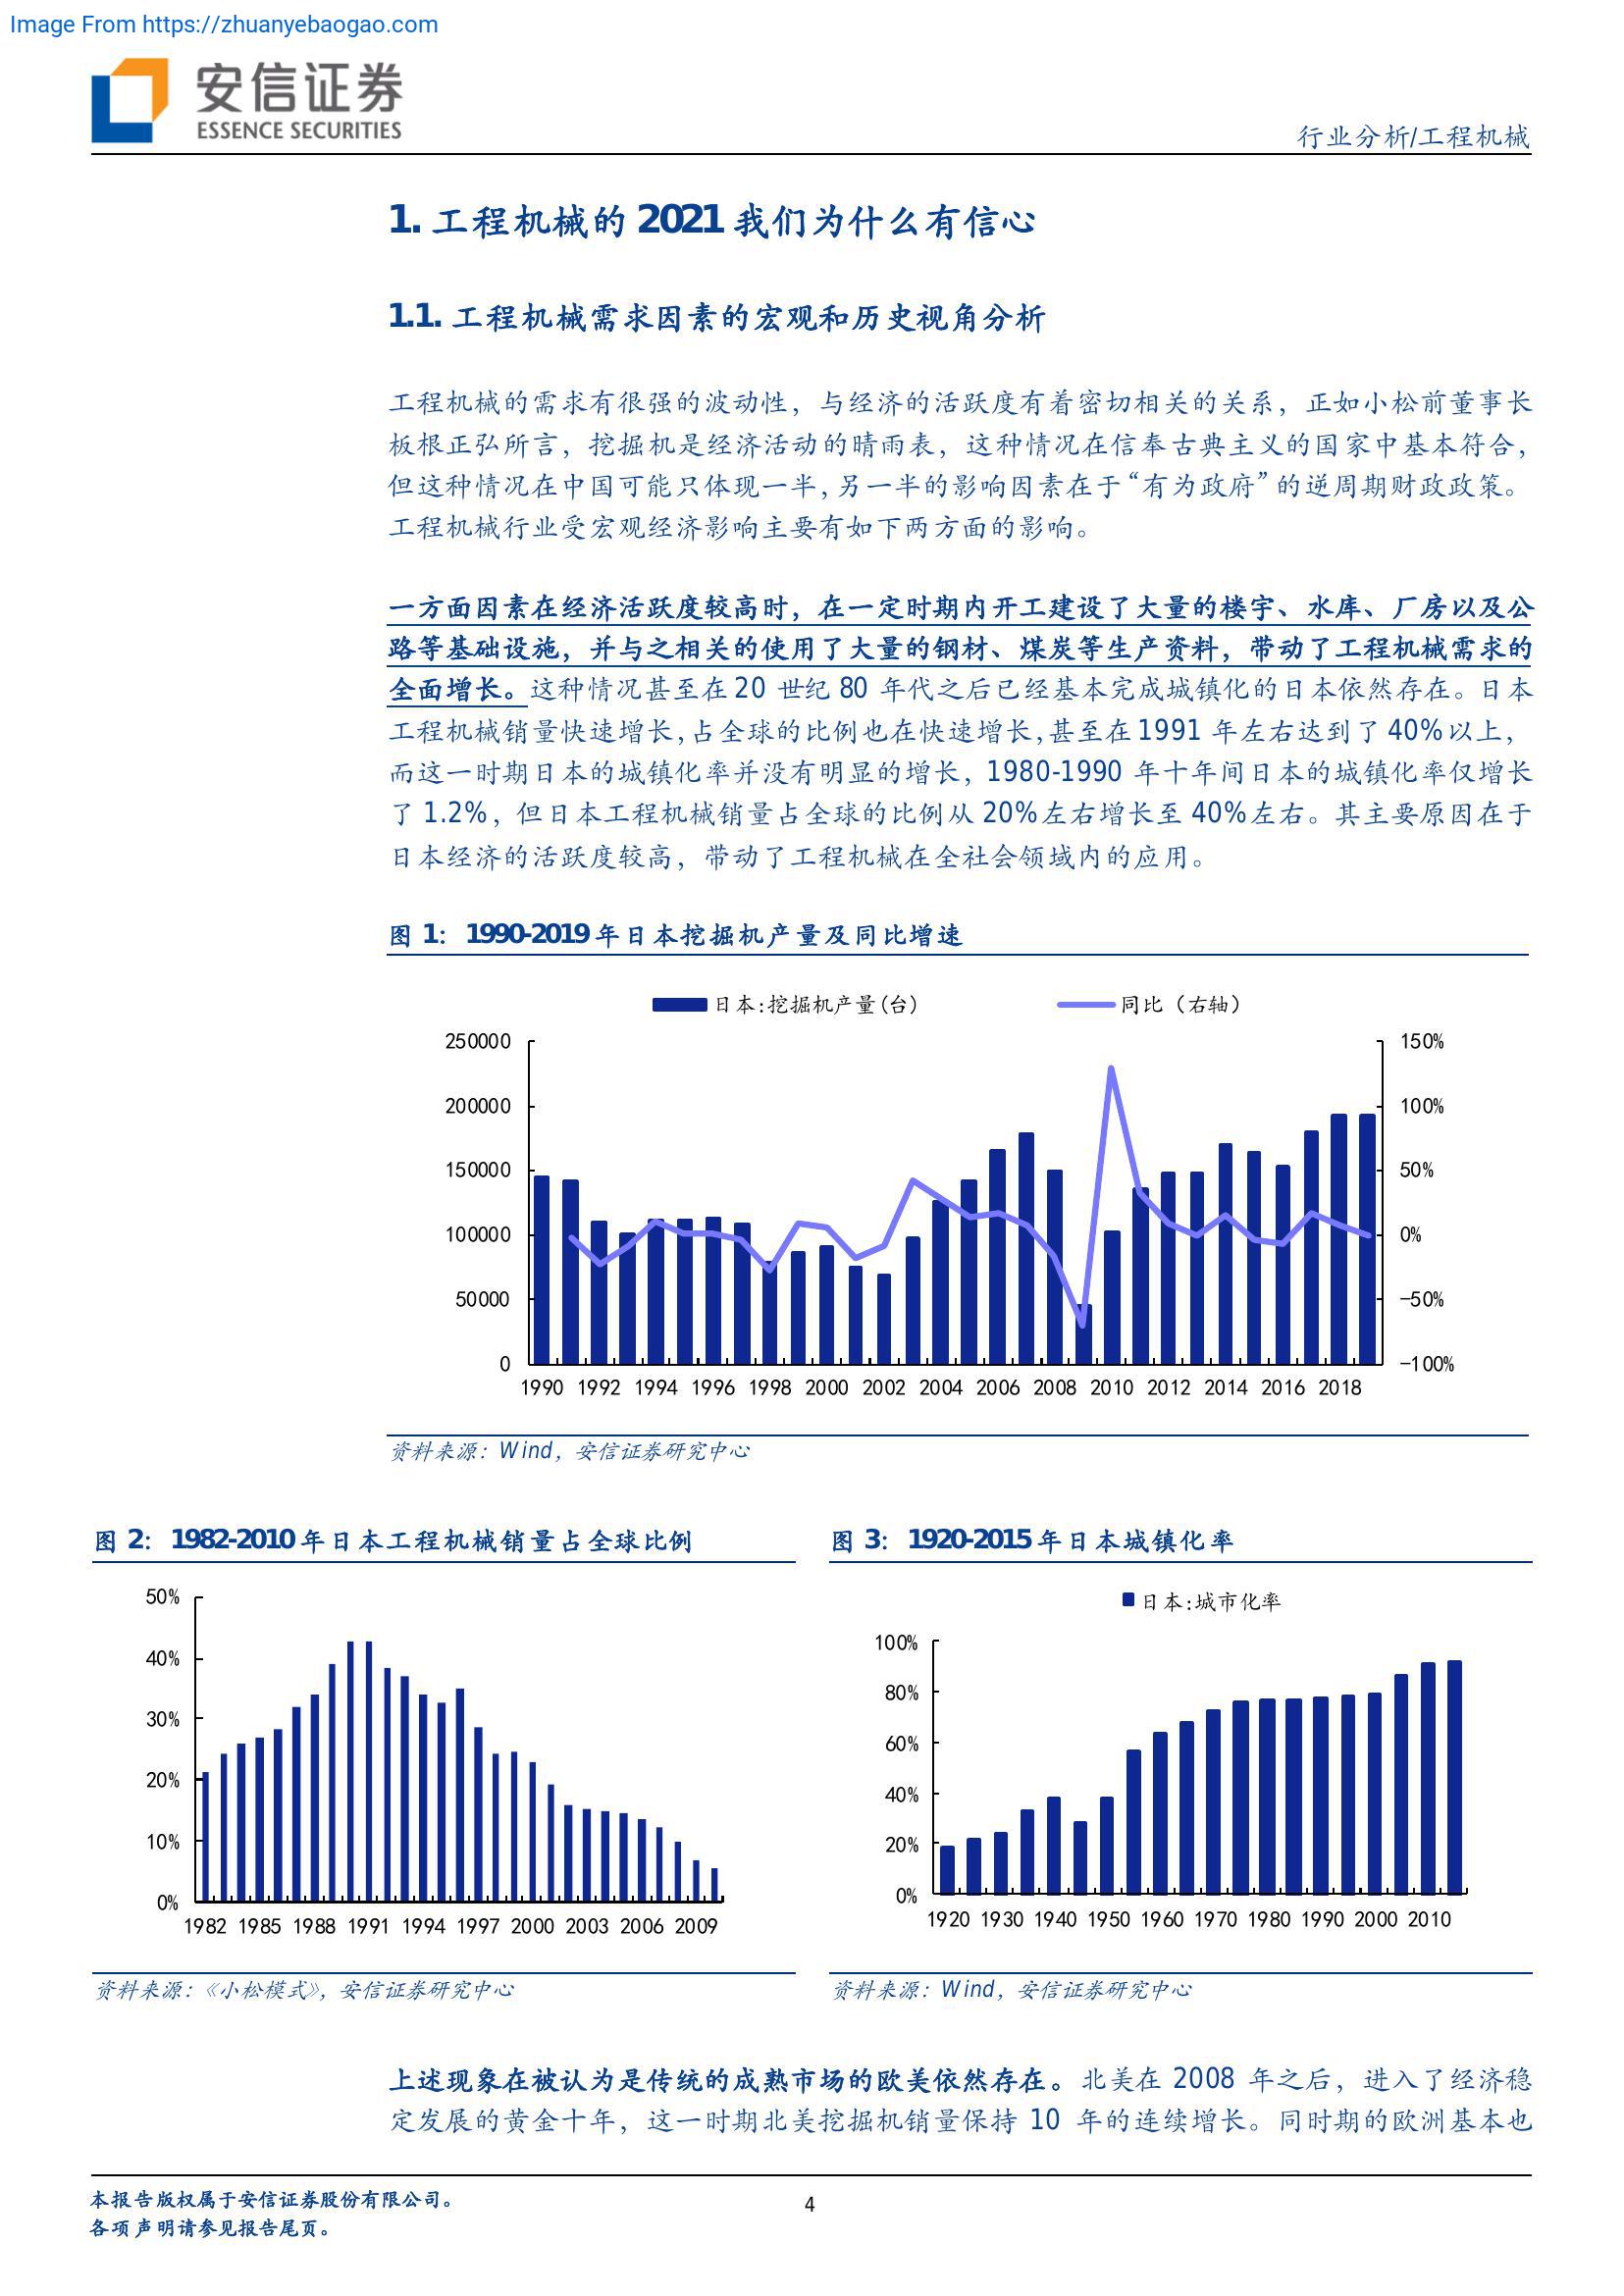 Image From https://zhuanyebaogao.com
安信证券
ESSENCE SECURITIES
行业分析/工程机械
1. 工程机械的 2021 我们为什么有信心
1.1. 工程机械需求因素的宏观和历史视角分析
工程机械的需求有很强的波动性，与经济的活跃度有着密切相关的关系，正如小松前董事长
板根正弘所言，挖掘机是经济活动的晴雨表，这种情况在信奉古典主义的国家中基本符合，
但这种情况在中国可能只体现一半，另一半的影响因素在于“有为政府”的逆周期财政政策。
工程机械行业受宏观经济影响主要有如下两方面的影响。
一方面因素在经济活跃度较高时，在一定时期内开工建设了大量的楼宇、水库、厂房以及公
路等基础设施，并与之相关的使用了大量的钢材、煤炭等生产资料，带动了工程机械需求的
全面增长。这种情况甚至在 20 世纪 80 年代之后已经基本完成城镇化的日本依然存在。日本
工程机械销量快速增长，占全球的比例也在快速增长，甚至在 1991 年左右达到了 40%以上，
而这一时期日本的城镇化率并没有明显的增长，1980-1990 年十年间日本的城镇化率仅增长
了 1.2%，但日本工程机械销量占全球的比例从 20%左右增长至 40%左右。其主要原因在于
日本经济的活跃度较高，带动了工程机械在全社会领域内的应用。
图 1：1990-2019 年日本挖掘机产量及同比增速
日本:挖掘机产量(台) 同比（右轴）
250000 150%
200000 100%
150000 50%
100000 0%
50000 -50%
0 -100%
1990 1992 1994 1996 1998 2000 2002 2004 2006 2008 2010 2012 2014 2016 2018
资料来源：Wind，安信证券研究中心
图 2：1982-2010 年日本工程机械销量占全球比例
50%
40%
30%
20%
10%
0%
1982 1985 1988 1991 1994 1997 2000 2003 2006 2009
资料来源：《小松模式》，安信证券研究中心
图 3：1920-2015 年日本城镇化率
日本:城市化率
100%
80%
60%
40%
20%
0%
1920 1930 1940 1950 1960 1970 1980 1990 2000 2010
资料来源：Wind，安信证券研究中心
上述现象在被认为是传统的成熟市场的欧美依然存在。北美在 2008 年之后，进入了经济稳
定发展的黄金十年，这一时期北美挖掘机销量保持 10 年的连续增长。同时期的欧洲基本也
本报告版权属于安信证券股份有限公司。
各项声明请参见报告尾页。
4